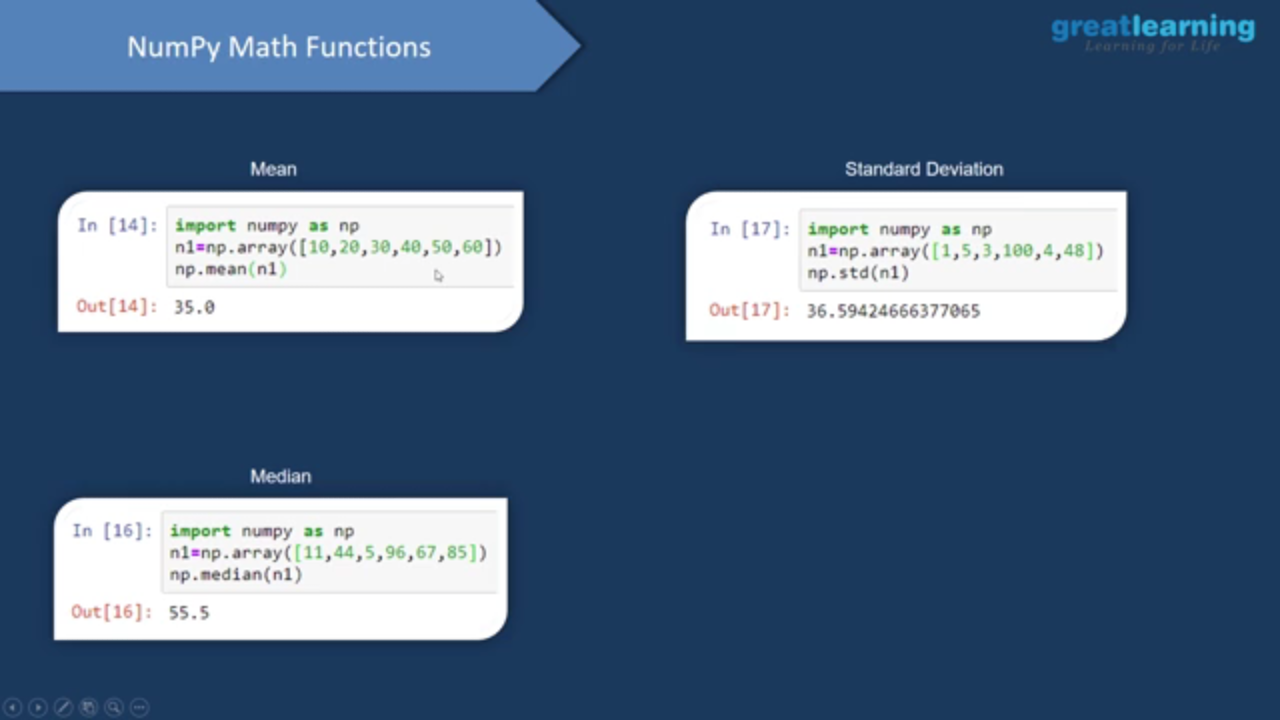 NumPy Math Functions
greatlearning
Learning for Life
Mean
In [14]: import numpy as np
n1=np.array([10,20,30,40,50,60])
np.mean(n1)
Out[14]: 35.0
Standard Deviation
In [17]: import numpy as np
n1=np.array([1,5,3,100,4,48])
np.std(n1)
Out[17]: 36.59424666377065
Median
In [16]: import numpy as np
n1=np.array([11,44,5,96,67,85])
np.median(n1)
Out[16]: 55.5